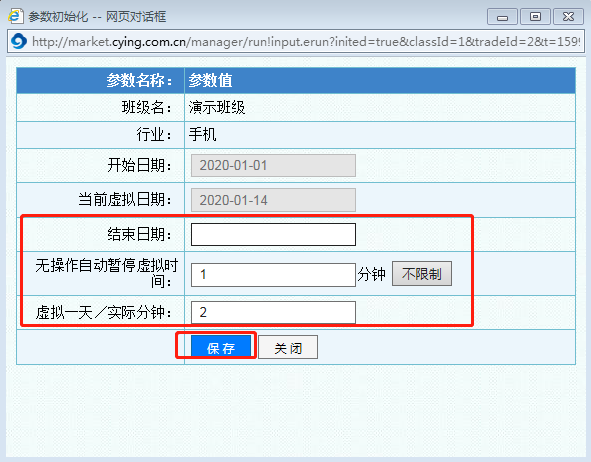 参数初始化 -- 网页对话框
http://market.cying.com.cn/manager/run!input.erun?inited=true&classId=1&tradeId=2&t=159
参数名称： 参数值
班级名： 演示班级
行业： 手机
开始日期： 2020-01-01
当前虚拟日期： 2020-01-14
结束日期：
无操作自动暂停虚拟时
间： 1 分钟 不限制
虚拟一天／实际分钟： 2
保存 关闭